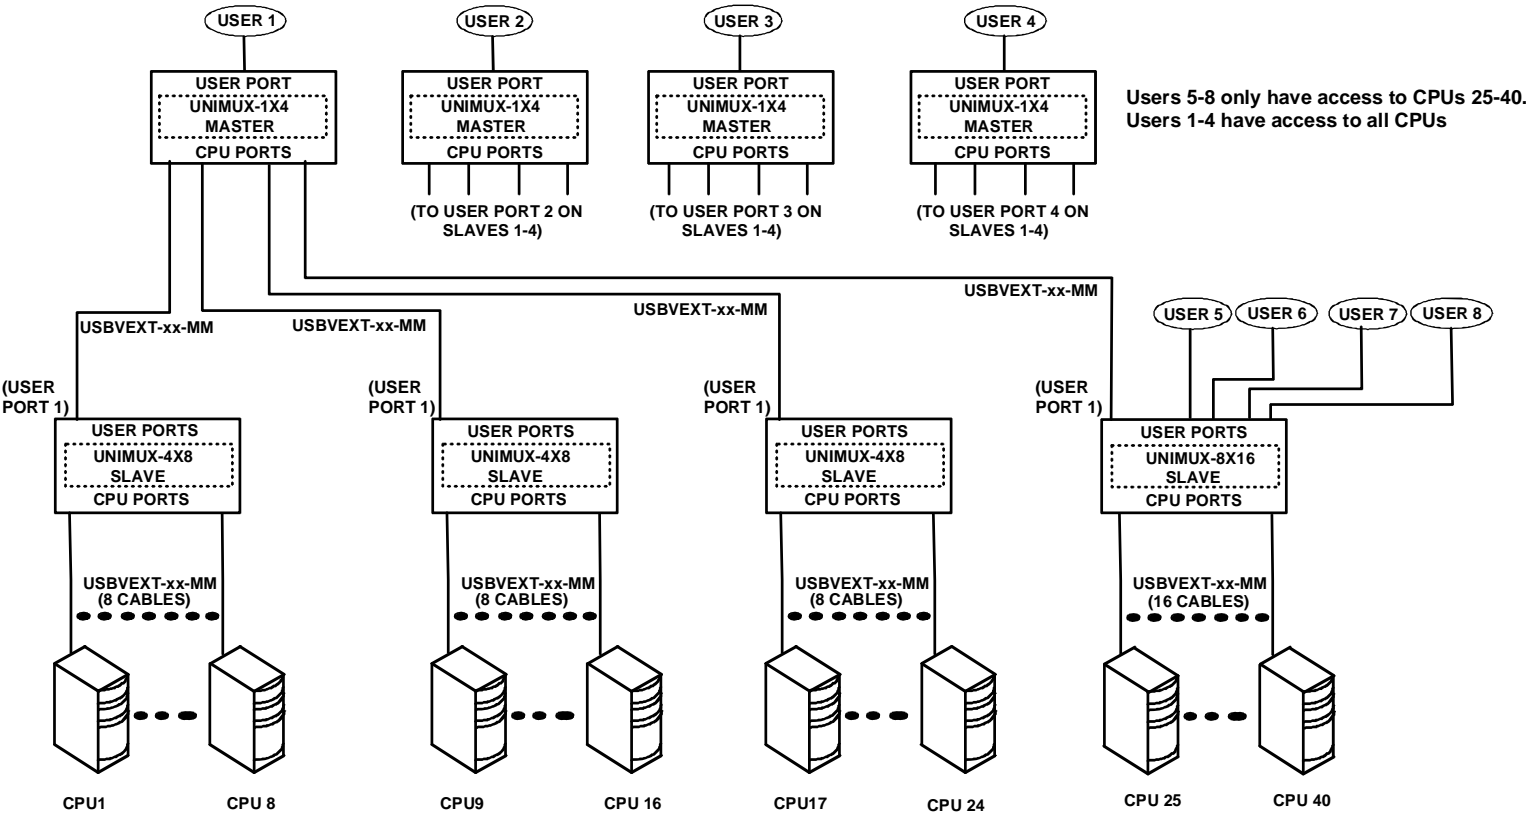 USER 1
USER 2
USER 3
USER 4
USER PORT
UNIMUX-1X4
MASTER
CPU PORTS
USER PORT
UNIMUX-1X4
MASTER
CPU PORTS
USER PORT
UNIMUX-1X4
MASTER
CPU PORTS
USER PORT
UNIMUX-1X4
MASTER
CPU PORTS
Users 5-8 only have access to CPUs 25-40.
Users 1-4 have access to all CPUs
(TO USER PORT 2 ON
SLAVES 1-4)
(TO USER PORT 3 ON
SLAVES 1-4)
(TO USER PORT 4 ON
SLAVES 1-4)
USBVEXT-xx-MM
USBVEXT-xx-MM
USBVEXT-xx-MM
USBVEXT-xx-MM
USER 5
USER 6
USER 7
USER 8
(USER
PORT 1)
(USER
PORT 1)
(USER
PORT 1)
(USER
PORT 1)
USER PORTS
UNIMUX-4X8
SLAVE
CPU PORTS
USER PORTS
UNIMUX-4X8
SLAVE
CPU PORTS
USER PORTS
UNIMUX-4X8
SLAVE
CPU PORTS
USER PORTS
UNIMUX-8X16
SLAVE
CPU PORTS
USBVEXT-xx-MM
(8 CABLES)
USBVEXT-xx-MM
(8 CABLES)
USBVEXT-xx-MM
(8 CABLES)
USBVEXT-xx-MM
(16 CABLES)
CPU1
CPU 8
CPU9
CPU 16
CPU17
CPU 24
CPU 25
CPU 40